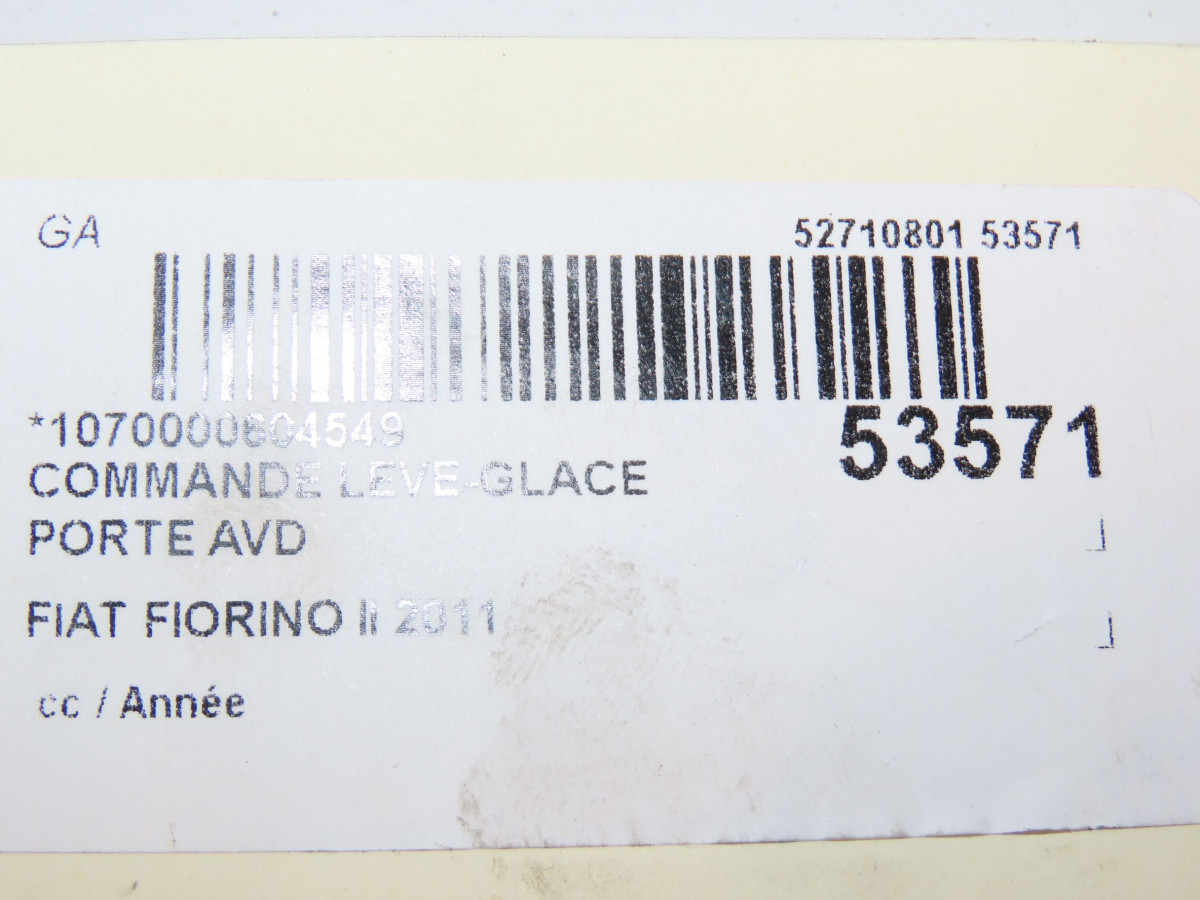 GA
52710801 53571
*1070000604549
53571
COMMANDE LEVE-GLACE
PORTE AVD
FIAT FIORINO II 2011
cc / Année